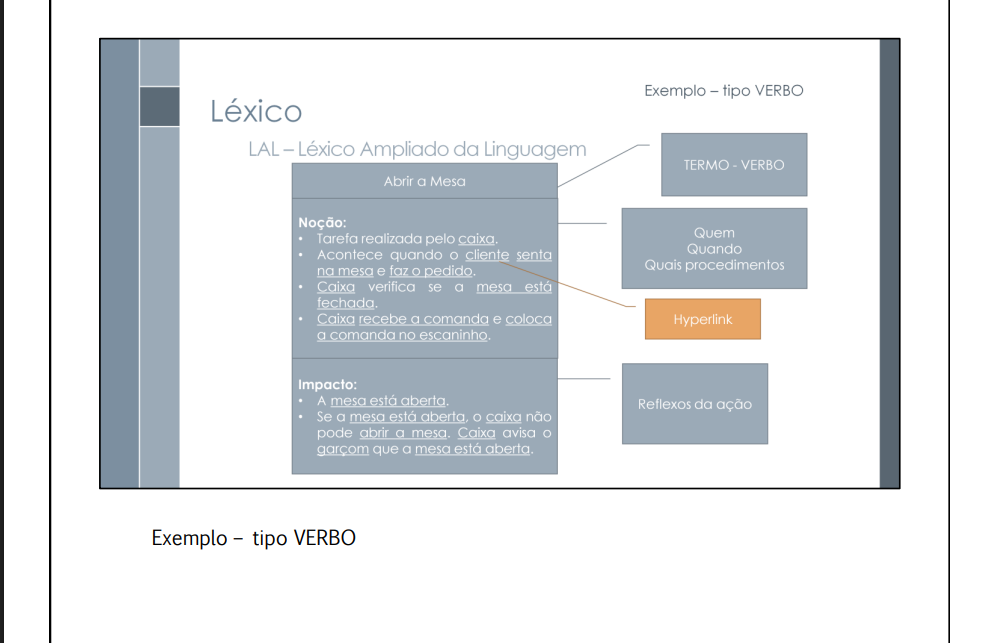 Exemplo – tipo VERBO
Léxico
LAL – Léxico Ampliado da Linguagem
Abrir a Mesa
Noção:
• Tarefa realizada pelo caixa.
• Acontece quando o cliente senta
na mesa e faz o pedido.
• Caixa verifica se a mesa está
fechada.
• Caixa recebe a comanda e coloca
a comanda no escaninho.
Impacto:
• A mesa está aberta.
• Se a mesa está aberta, o caixa não
pode abrir a mesa. Caixa avisa o
garçom que a mesa está aberta.
TERMO - VERBO
Quem
Quando
Quais procedimentos
Hyperlink
Reflexos da ação
Exemplo – tipo VERBO